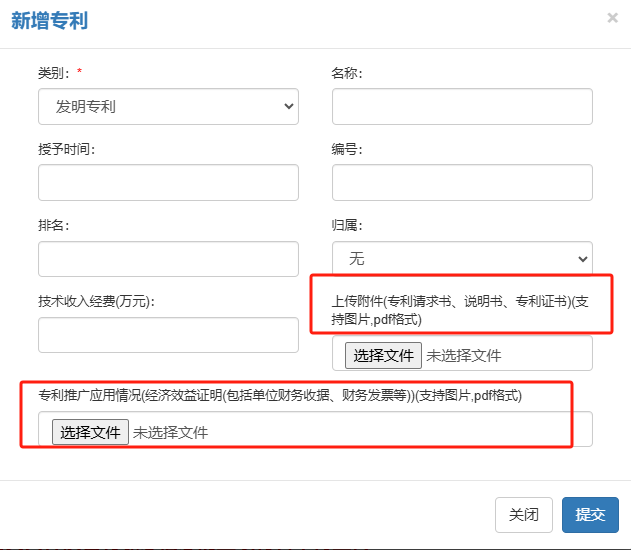 新增专利 ×
类别: * 名称:
发明专利
授予时间: 编号:
排名: 归属:
无
技术收入经费(万元): 上传附件(专利请求书、说明书、专利证书)(支
持图片,pdf格式)
选择文件 未选择文件
专利推广应用情况(经济效益证明(包括单位财务收据、财务发票等))(支持图片,pdf格式)
选择文件 未选择文件
关闭 提交